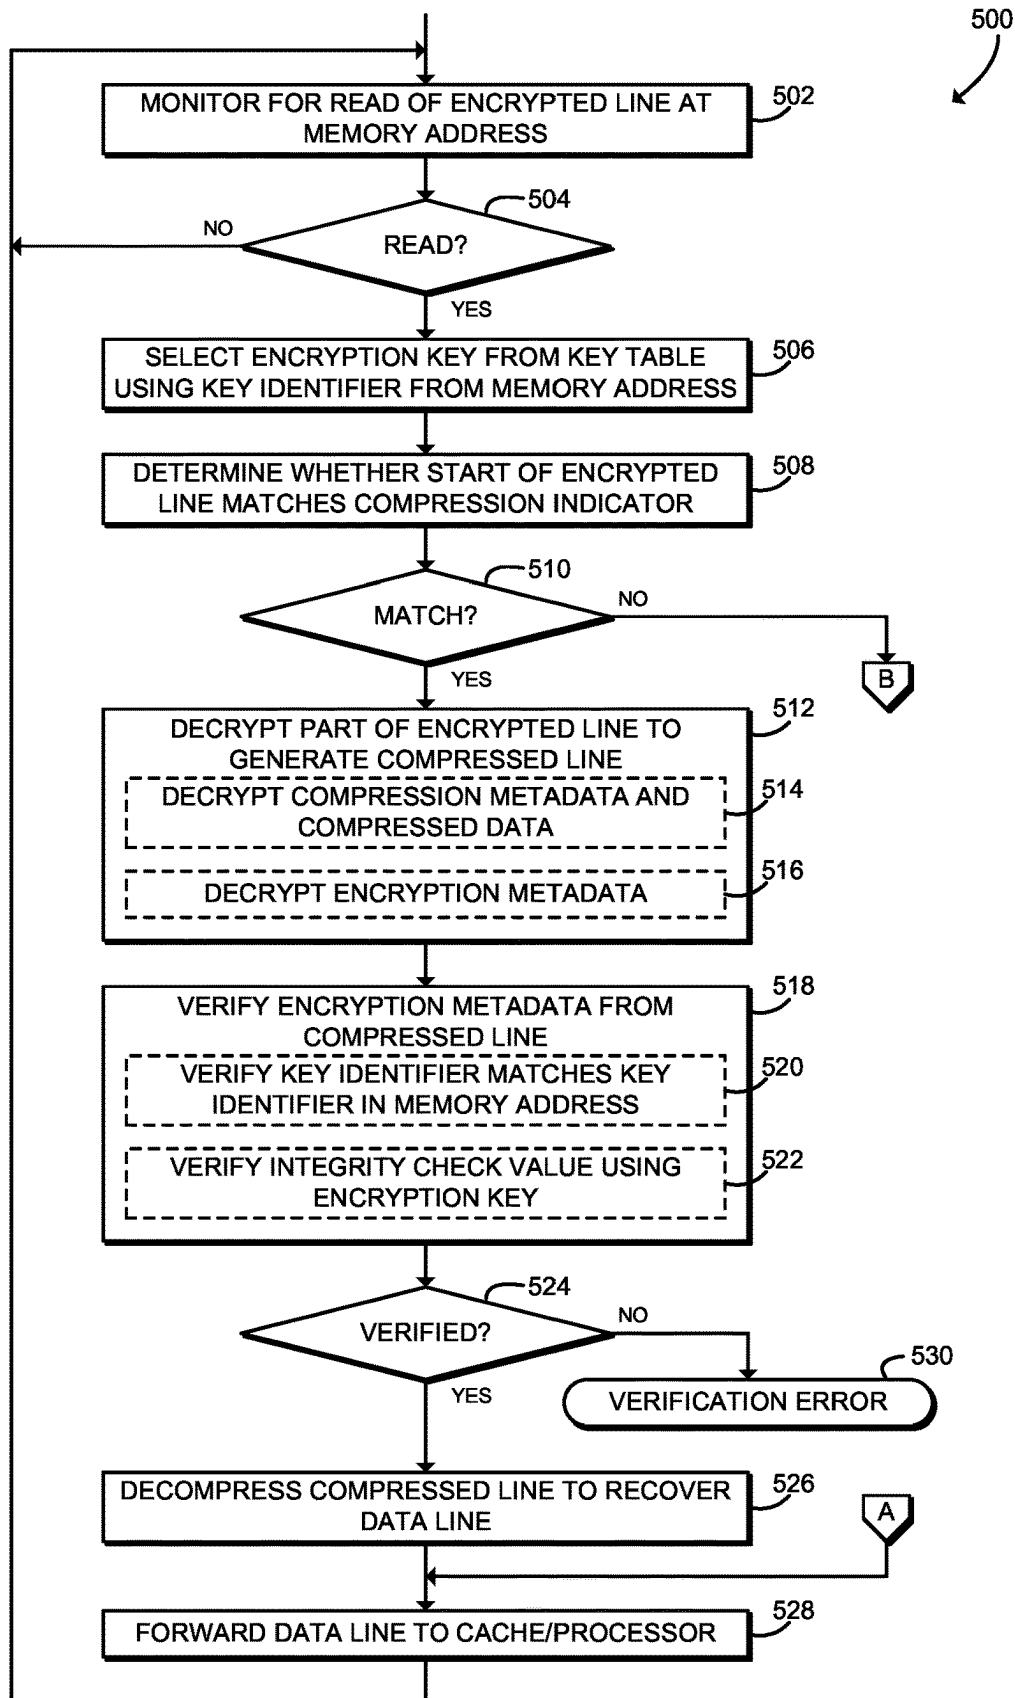 500
MONITOR FOR READ OF ENCRYPTED LINE AT
MEMORY ADDRESS
502
504
READ?
NO
YES
SELECT ENCRYPTION KEY FROM KEY TABLE
USING KEY IDENTIFIER FROM MEMORY ADDRESS
506
DETERMINE WHETHER START OF ENCRYPTED
LINE MATCHES COMPRESSION INDICATOR
508
510
MATCH?
NO
YES
B
DECRYPT PART OF ENCRYPTED LINE TO
GENERATE COMPRESSED LINE
512
DECRYPT COMPRESSION METADATA AND
COMPRESSED DATA
514
DECRYPT ENCRYPTION METADATA
516
VERIFY ENCRYPTION METADATA FROM
COMPRESSED LINE
518
VERIFY KEY IDENTIFIER MATCHES KEY
IDENTIFIER IN MEMORY ADDRESS
520
VERIFY INTEGRITY CHECK VALUE USING
ENCRYPTION KEY
522
524
VERIFIED?
NO
YES
530
VERIFICATION ERROR
DECOMPRESS COMPRESSED LINE TO RECOVER
DATA LINE
526
A
FORWARD DATA LINE TO CACHE/PROCESSOR
528